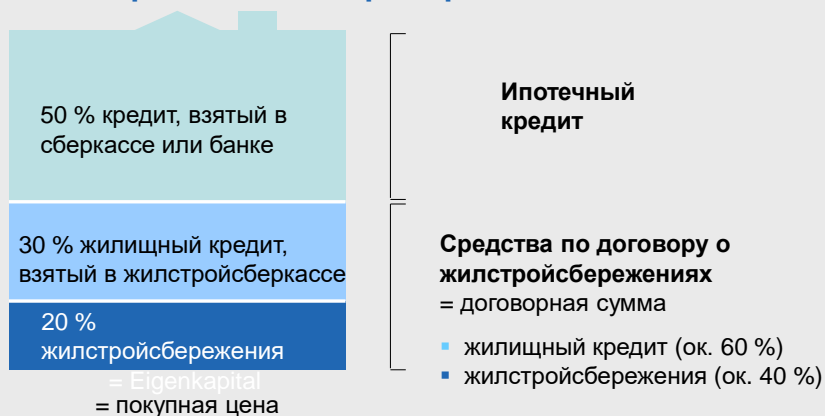 50 % кредит, взятый в
сберкассе или банке
30 % жилищный кредит,
взятый в жилстройсберкассе
20 %
жилстройсбережения
= Eigenkapital
= покупная цена
Ипотечный
кредит
Средства по договору о
жилстройсбережениях
= договорная сумма
▪ жилищный кредит (ок. 60 %)
▪ жилстройсбережения (ок. 40 %)